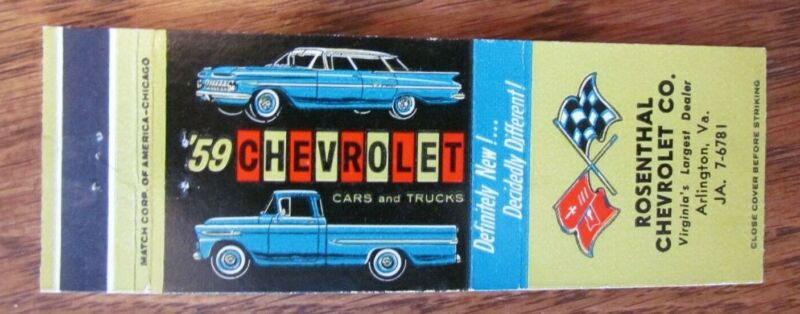 MATCH CORP. OF AMERICA-CHICAGO
'59 CHEVROLET
CARS and TRUCKS
Definitely New!...
Decidedly Different!
ROSENTHAL
CHEVROLET CO.
Virginia's Largest Dealer
Arlington, Va.
JA. 7-6781
CLOSE COVER BEFORE STRIKING